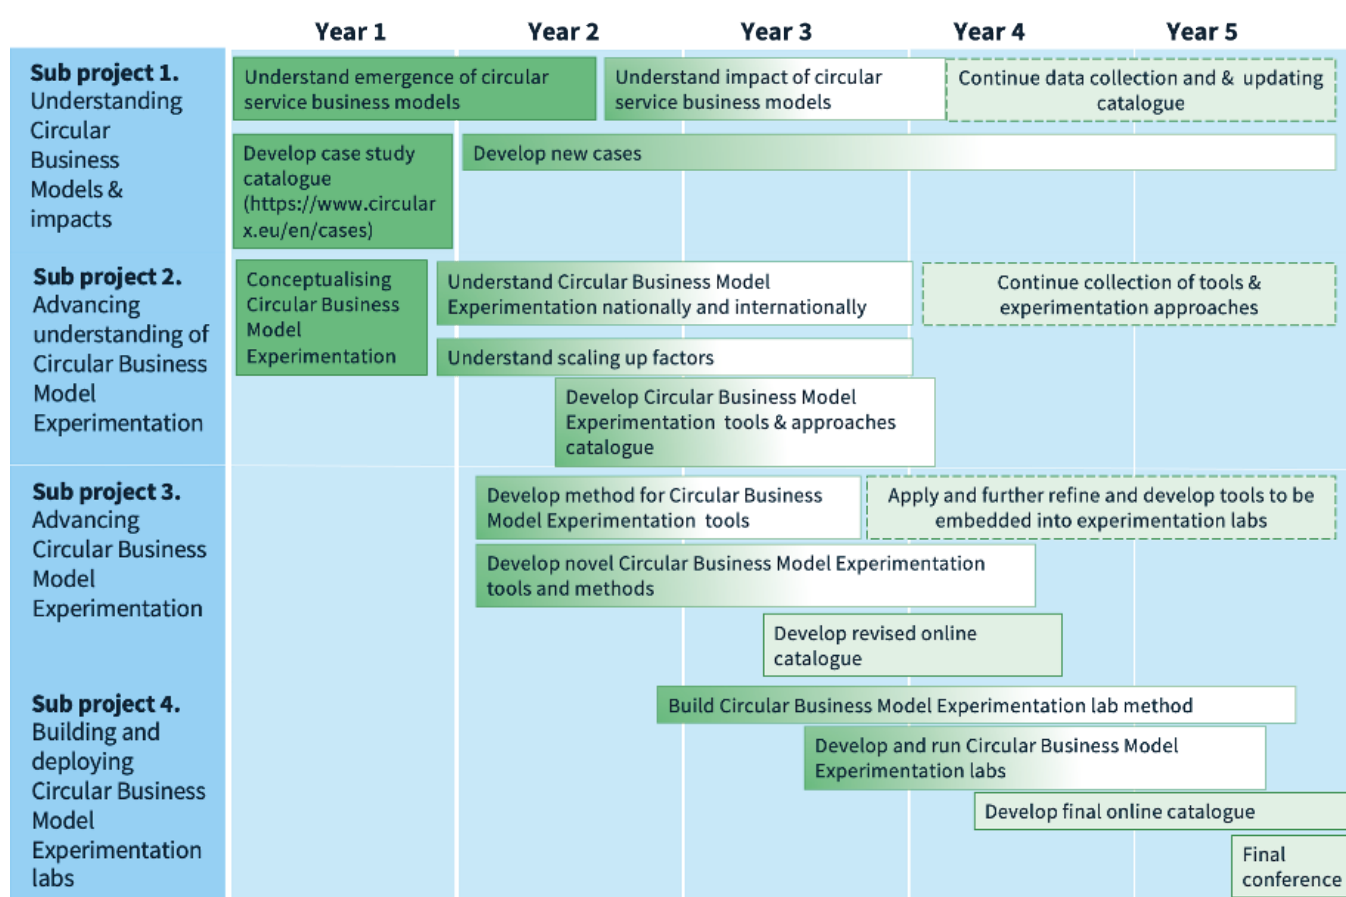 Year 1
Year 2
Year 3
Year 4
Year 5
Sub project 1.
Understanding
Circular
Business
Models &
impacts
Understand emergence of circular
service business models
Understand impact of circular
service business models
Continue data collection and & updating
catalogue
Develop case study
catalogue
(https://www.circular
x.eu/en/cases)
Develop new cases
Sub project 2.
Advancing
understanding of
Circular Business
Model
Experimentation
Conceptualising
Circular Business
Model
Experimentation
Understand Circular Business Model
Experimentation nationally and internationally
Continue collection of tools &
experimentation approaches
Understand scaling up factors
Develop Circular Business Model
Experimentation tools & approaches
catalogue
Sub project 3.
Advancing
Circular Business
Model
Experimentation
Develop method for Circular Business
Model Experimentation tools
Apply and further refine and develop tools to be
embedded into experimentation labs
Develop novel Circular Business Model Experimentation
tools and methods
Develop revised online
catalogue
Sub project 4.
Building and
deploying
Circular Business
Model
Experimentation
labs
Build Circular Business Model Experimentation lab method
Develop and run Circular Business Model
Experimentation labs
Develop final online catalogue
Final
conference